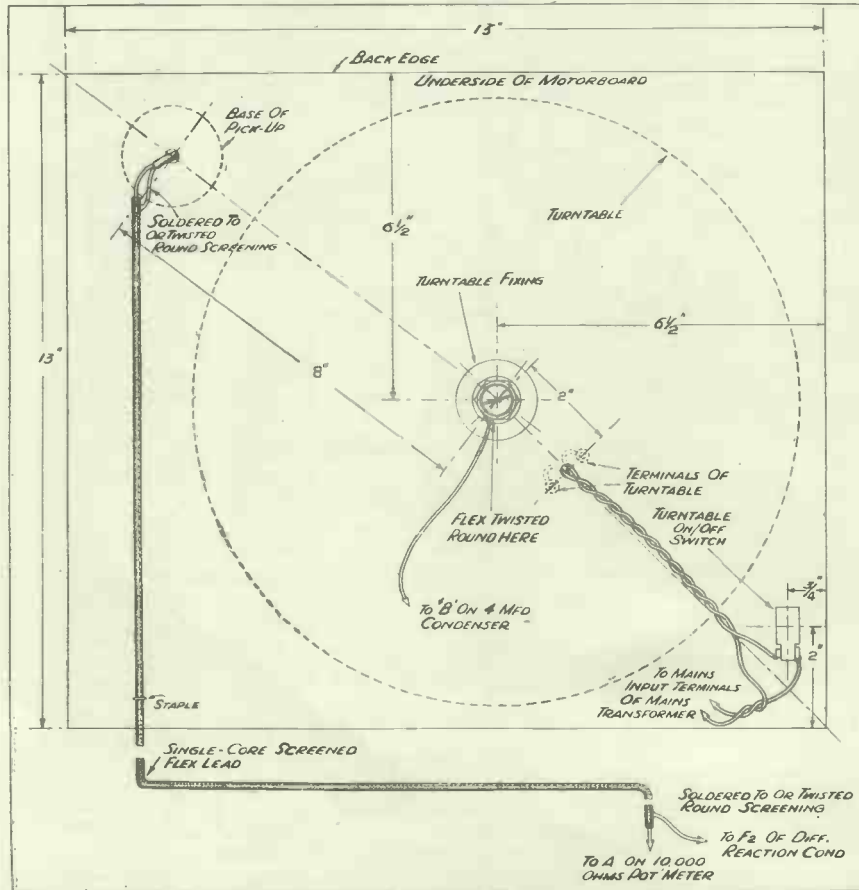 13"
BACK EDGE
UNDERSIDE OF MOTORBOARD
BASE OF
PICK-UP
TURNTABLE
SOLDERED TO
OR TWISTED
ROUND SCREENING
6½"
TURNTABLE FIXING
6½"
13"
8"
2"
TERMINALS OF
TURNTABLE
FLEX TWISTED
ROUND HERE
TURNTABLE
ON/OFF
SWITCH
¾"
TO 'B' ON 4 MFD
CONDENSER
2"
TO MAINS
INPUT TERMINALS
OF MAINS
TRANSFORMER
STAPLE
SINGLE-CORE SCREENED
FLEX LEAD
SOLDERED TO OR TWISTED
ROUND SCREENING
TO F2 OF DIFF.
REACTION COND
TO A ON 10,000
OHMS POT' METER